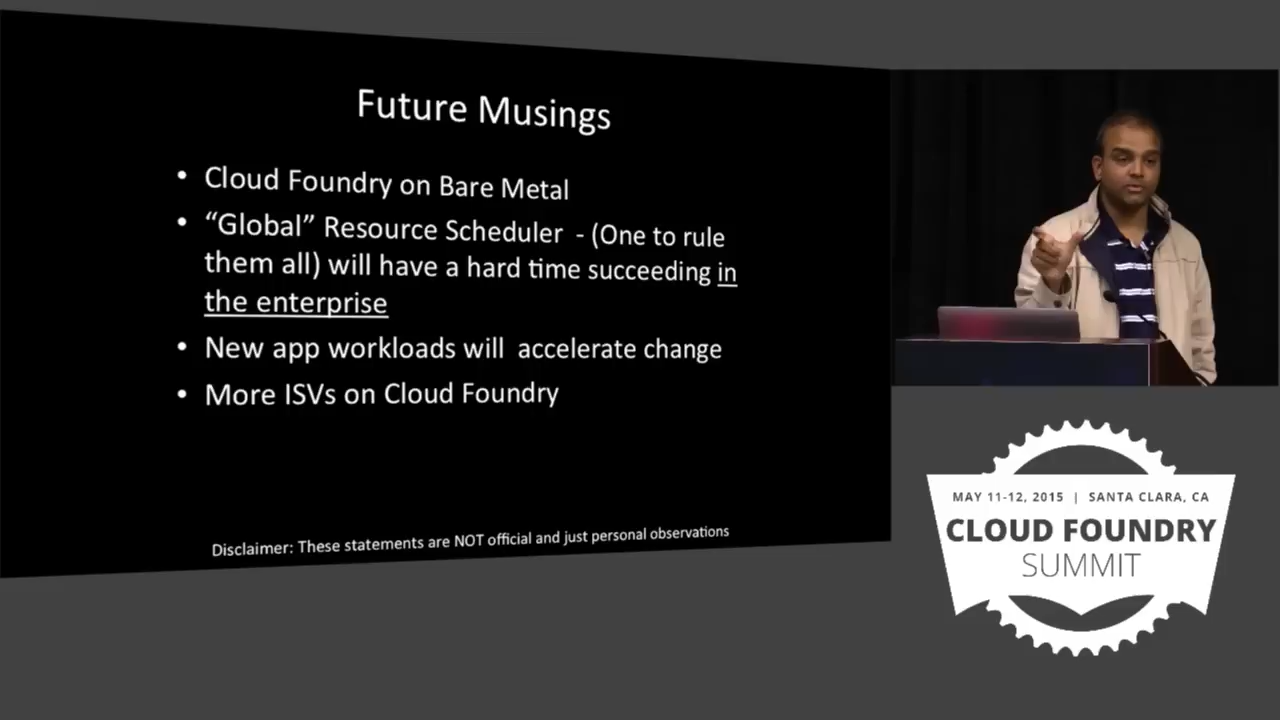 Future Musings
• Cloud Foundry on Bare Metal
• “Global” Resource Scheduler - (One to rule
them all) will have a hard time succeeding in
the enterprise
• New app workloads will accelerate change
• More ISVs on Cloud Foundry
Disclaimer: These statements are NOT official and just personal observations
MAY 11-12, 2015 | SANTA CLARA, CA
CLOUD FOUNDRY
SUMMIT